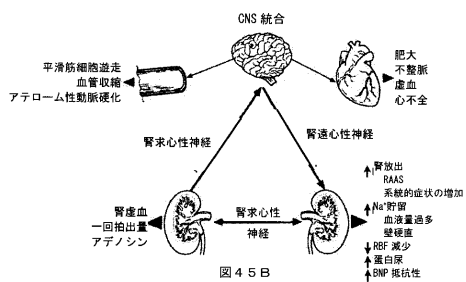 CNS 統合
平滑筋細胞遊走
血管収縮
アテローム性動脈硬化
肥大
不整脈
虚血
心不全
腎求心性神経
腎遠心性神経
腎虚血
一回拍出量
アデノシン
腎求心性
神経
↑腎放出
RAAS
系統的症状の増加
↑Na⁺貯留
血液量過多
壁硬直
↓RBF 減少
↑蛋白尿
↑BNP 抵抗性
図45B